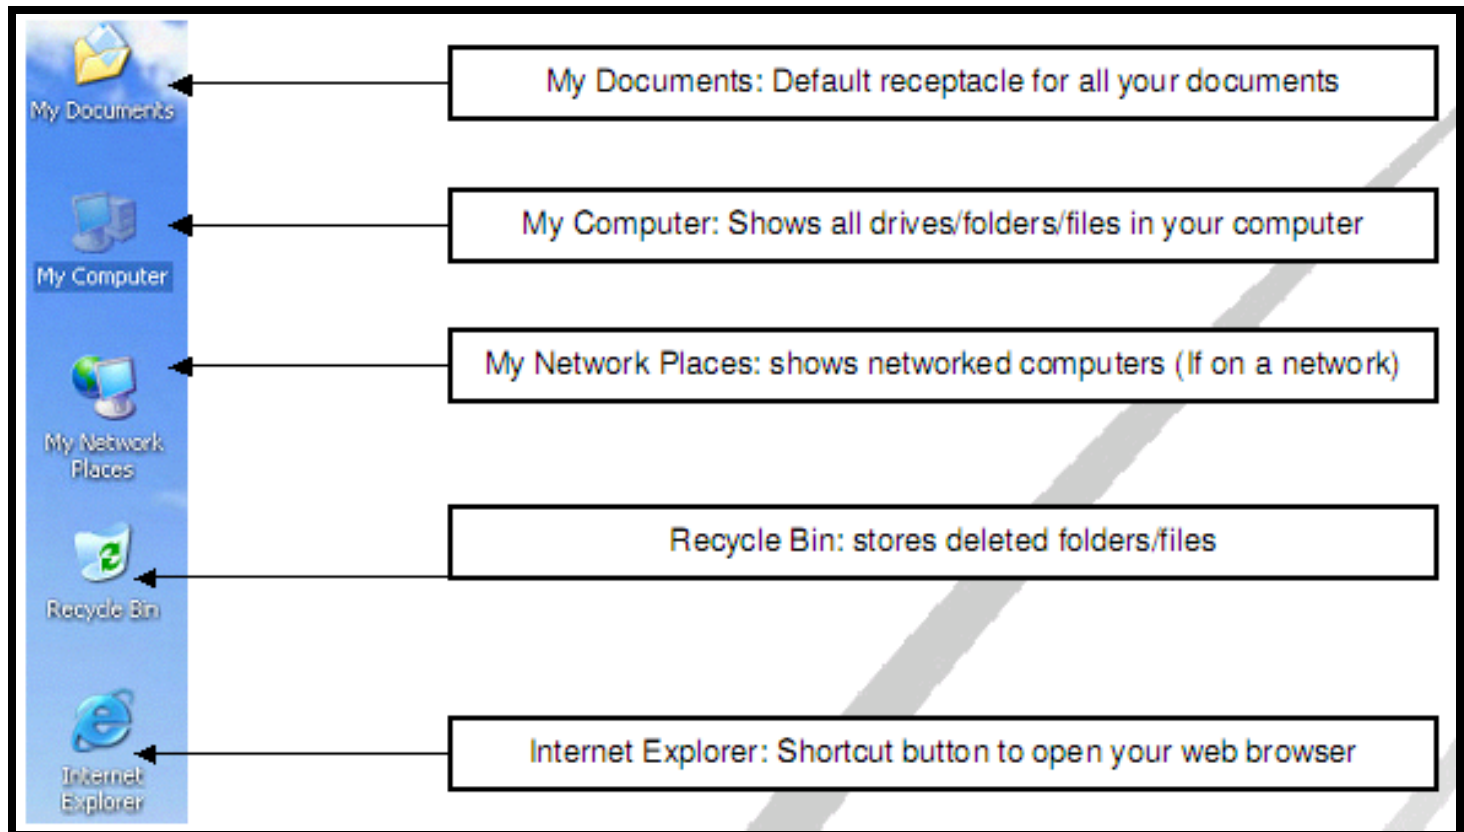 My Documents
My Documents: Default receptacle for all your documents
My Computer
My Computer: Shows all drives/folders/files in your computer
My Network
Places
My Network Places: shows networked computers (If on a network)
Recycle Bin
Recycle Bin: stores deleted folders/files
Internet
Explorer
Internet Explorer: Shortcut button to open your web browser